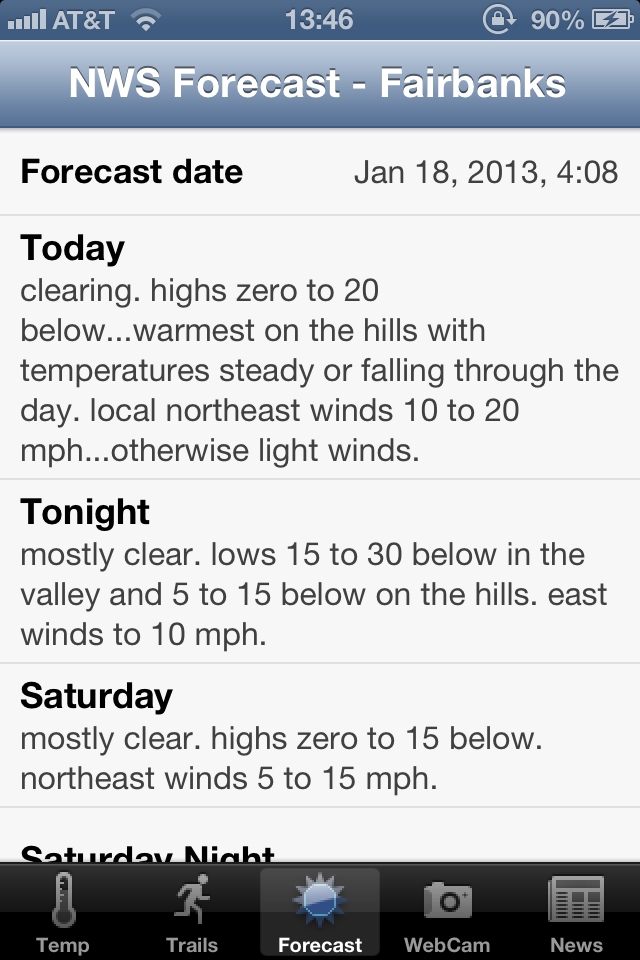 AT&T 13:46 90%
NWS Forecast - Fairbanks
Forecast date Jan 18, 2013, 4:08
Today
clearing. highs zero to 20
below...warmest on the hills with
temperatures steady or falling through the
day. local northeast winds 10 to 20
mph...otherwise light winds.
Tonight
mostly clear. lows 15 to 30 below in the
valley and 5 to 15 below on the hills. east
winds to 10 mph.
Saturday
mostly clear. highs zero to 15 below.
northeast winds 5 to 15 mph.
Saturday Night
Temp Trails Forecast WebCam News